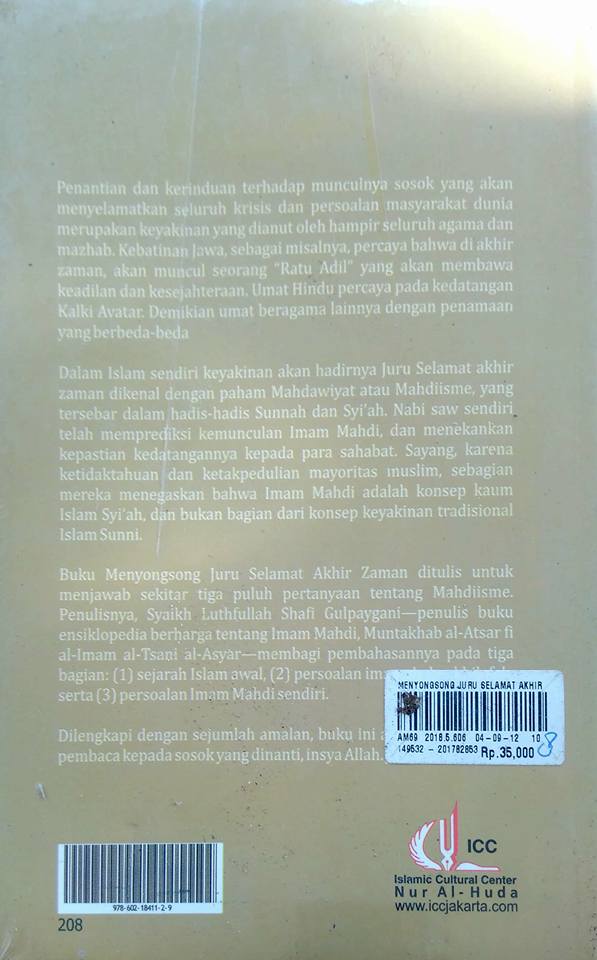 Penantian dan kerinduan terhadap munculnya sosok yang akan
menyelamatkan seluruh krisis dan persoalan masyarakat dunia
merupakan keyakinan yang dianut oleh hampir seluruh agama dan
mazhab. Kebatinan Jawa, sebagai misalnya, percaya bahwa di akhir
zaman, akan muncul seorang "Ratu Adil" yang akan membawa
keadilan dan kesejahteraan. Umat Hindu percaya pada kedatangan
Kalki Avatar. Demikian umat beragama lainnya dengan penamaan
yang berbeda-beda
Dalam Islam sendiri keyakinan akan hadirnya Juru Selamat akhir
zaman dikenal dengan paham Mahdawiyat atau Mahdiisme, yang
tersebar dalam hadis-hadis Sunnah dan Syi'ah. Nabi saw sendiri
telah memprediksi kemunculan Imam Mahdi, dan menekankan
kepastian kedatangannya kepada para sahabat. Sayang, karena
ketidaktahuan dan ketakpedulian mayoritas muslim, sebagian
mereka menegaskan bahwa Imam Mahdi adalah konsep kaum
Islam Syi'ah, dan bukan bagian dari konsep keyakinan tradisional
Islam Sunni.
Buku Menyongsong Juru Selamat Akhir Zaman ditulis untuk
menjawab sekitar tiga puluh pertanyaan tentang Mahdiisme.
Penulisnya, Syaikh Luthfullah Shafi Gulpaygani—penulis buku
ensiklopedia berharga tentang Imam Mahdi, Muntakhab al-Atsar fi
al-Imam al-Tsani al-Asyar—membagi pembahasannya pada tiga
bagian: (1) sejarah Islam awal, (2) persoalan
serta (3) persoalan Imam Mahdi sendiri.
Dilengkapi dengan sejumlah amalan, buku ini
pembaca kepada sosok yang dinanti, insya Allah.
MENYONGSONG JURU SELAMAT AKHIR
AM69 2018.5.606 04-09-12 10
149532 - 201782853 Rp.35,000 8
978-602-18411-2-9
208
ICC
Islamic Cultural Center
Nur Al-Huda
www.iccjakarta.com